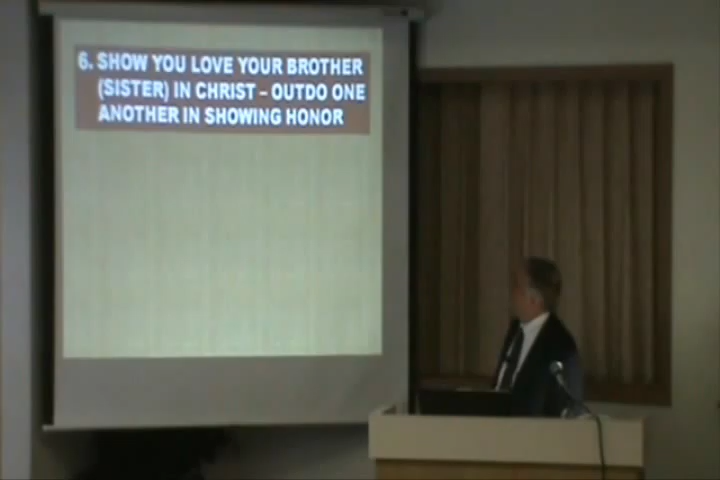 6. SHOW YOU LOVE YOUR BROTHER
(SISTER) IN CHRIST – OUTDO ONE
ANOTHER IN SHOWING HONOR